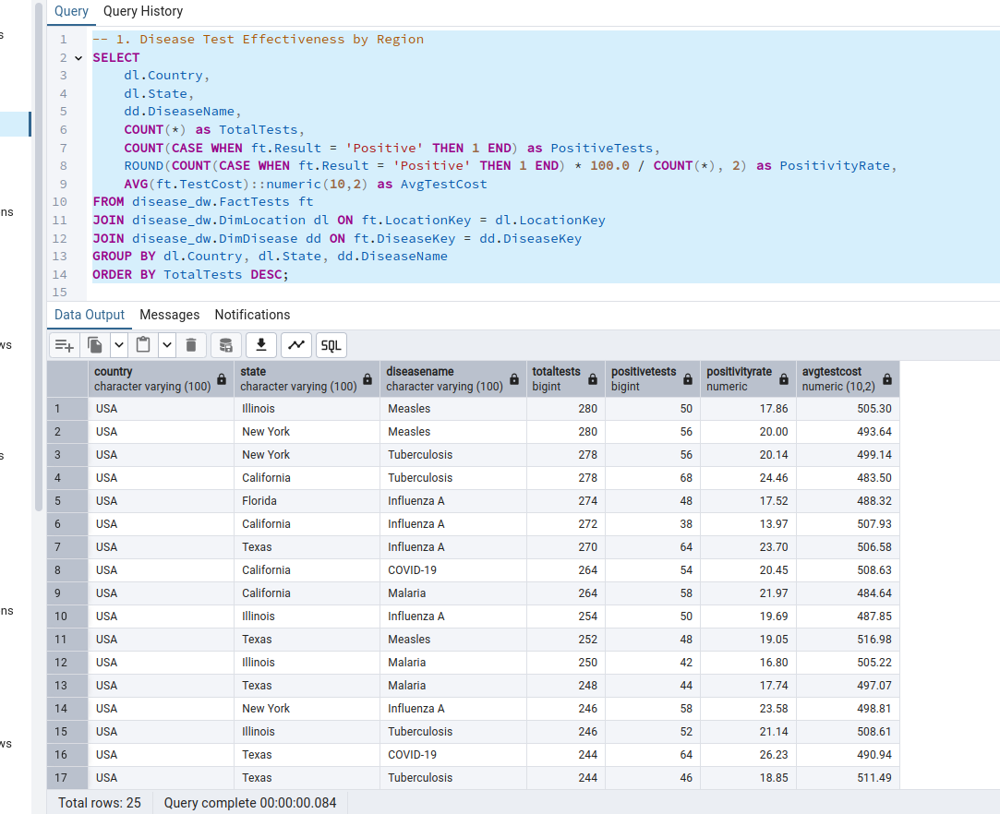 Query Query History
s
ns
ws
s
ns
ws
1 -- 1. Disease Test Effectiveness by Region
2 SELECT
3 dl.Country,
4 dl.State,
5 dd.DiseaseName,
6 COUNT(*) as TotalTests,
7 COUNT(CASE WHEN ft.Result = 'Positive' THEN 1 END) as PositiveTests,
8 ROUND(COUNT(CASE WHEN ft.Result = 'Positive' THEN 1 END) * 100.0 / COUNT(*), 2) as PositivityRate,
9 AVG(ft.TestCost)::numeric(10,2) as AvgTestCost
10 FROM disease_dw.FactTests ft
11 JOIN disease_dw.DimLocation dl ON ft.LocationKey = dl.LocationKey
12 JOIN disease_dw.DimDisease dd ON ft.DiseaseKey = dd.DiseaseKey
13 GROUP BY dl.Country, dl.State, dd.DiseaseName
14 ORDER BY TotalTests DESC;
15
Data Output Messages Notifications
SQL
country state diseasename totaltests positivetests positivityrate avgtestcost
character varying (100) character varying (100) character varying (100) bigint bigint numeric numeric (10,2)
1 USA Illinois Measles 280 50 17.86 505.30
2 USA New York Measles 280 56 20.00 493.64
3 USA New York Tuberculosis 278 56 20.14 499.14
4 USA California Tuberculosis 278 68 24.46 483.50
5 USA Florida Influenza A 274 48 17.52 488.32
6 USA California Influenza A 272 38 13.97 507.93
7 USA Texas Influenza A 270 64 23.70 506.58
8 USA California COVID-19 264 54 20.45 508.63
9 USA California Malaria 264 58 21.97 484.64
10 USA Illinois Influenza A 254 50 19.69 487.85
11 USA Texas Measles 252 48 19.05 516.98
12 USA Illinois Malaria 250 42 16.80 505.22
13 USA Texas Malaria 248 44 17.74 497.07
14 USA New York Influenza A 246 58 23.58 498.81
15 USA Illinois Tuberculosis 246 52 21.14 508.61
16 USA Texas COVID-19 244 64 26.23 490.94
17 USA Texas Tuberculosis 244 46 18.85 511.49
Total rows: 25 Query complete 00:00:00.084